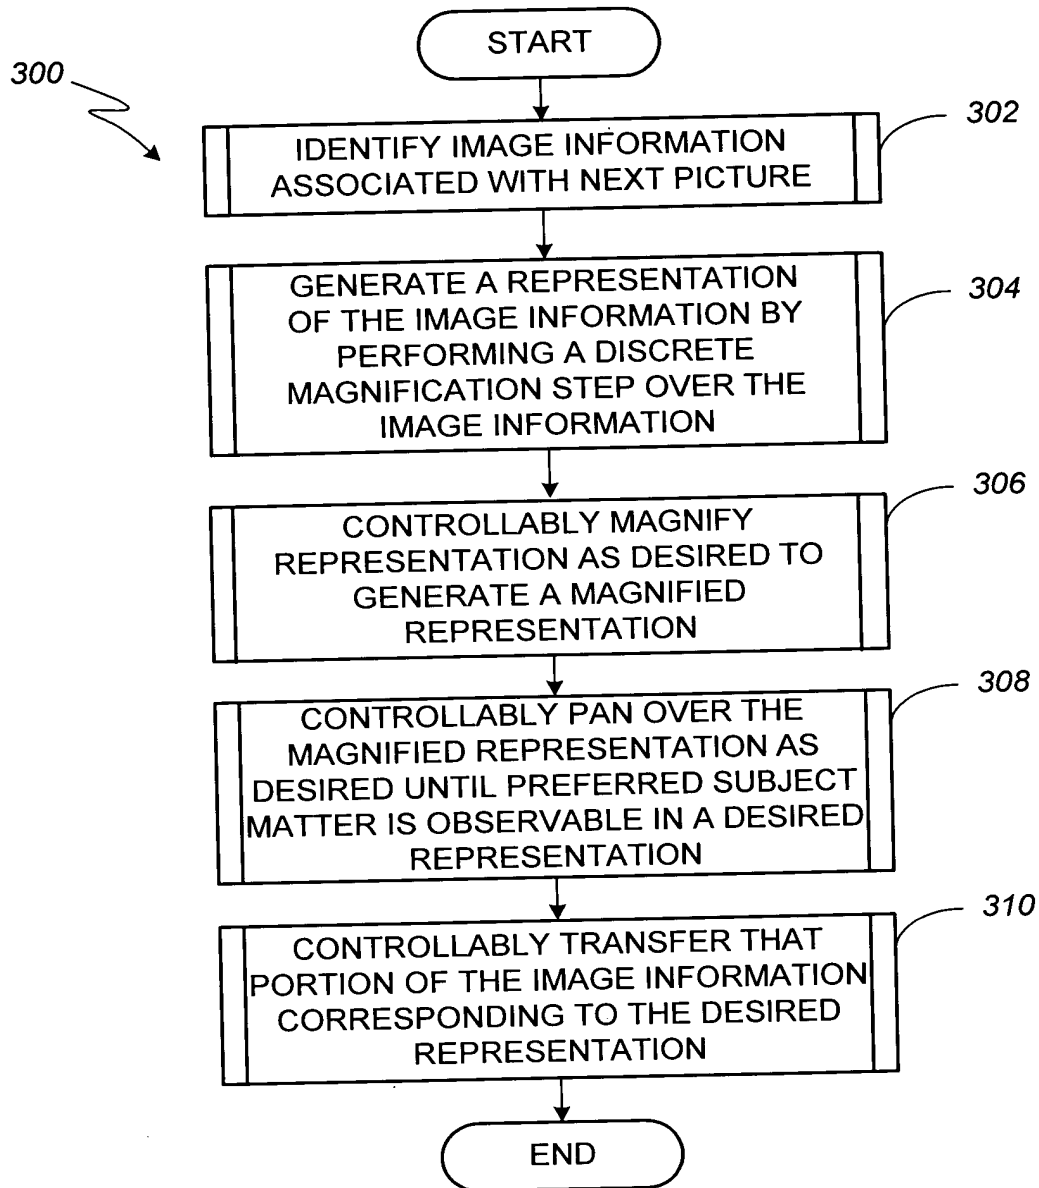 START
300
302
IDENTIFY IMAGE INFORMATION
ASSOCIATED WITH NEXT PICTURE
GENERATE A REPRESENTATION
OF THE IMAGE INFORMATION BY
PERFORMING A DISCRETE
MAGNIFICATION STEP OVER THE
IMAGE INFORMATION
304
306
CONTROLLABLY MAGNIFY
REPRESENTATION AS DESIRED TO
GENERATE A MAGNIFIED
REPRESENTATION
308
CONTROLLABLY PAN OVER THE
MAGNIFIED REPRESENTATION AS
DESIRED UNTIL PREFERRED SUBJECT
MATTER IS OBSERVABLE IN A DESIRED
REPRESENTATION
310
CONTROLLABLY TRANSFER THAT
PORTION OF THE IMAGE INFORMATION
CORRESPONDING TO THE DESIRED
REPRESENTATION
END